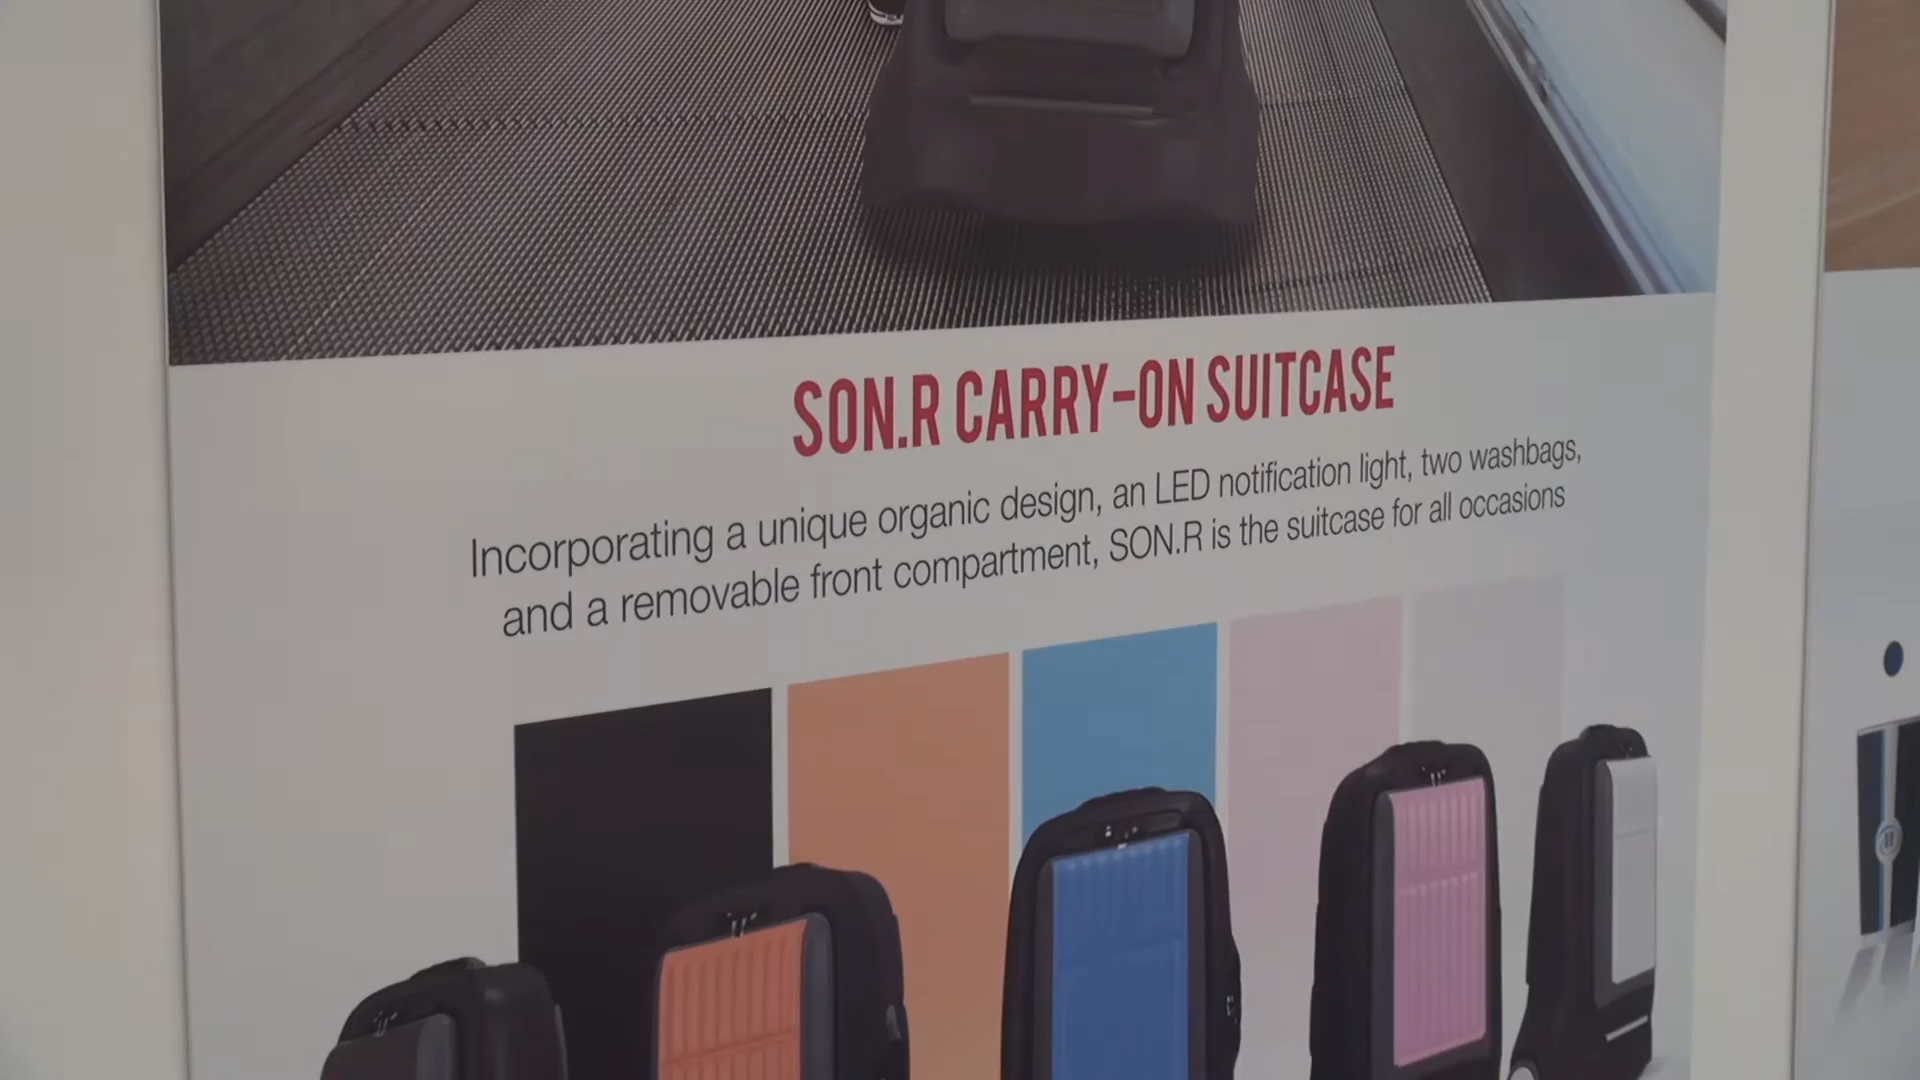 SON.R CARRY-ON SUITCASE
Incorporating a unique organic design, an LED notification light, two washbags,
and a removable front compartment, SON.R is the suitcase for all occasions